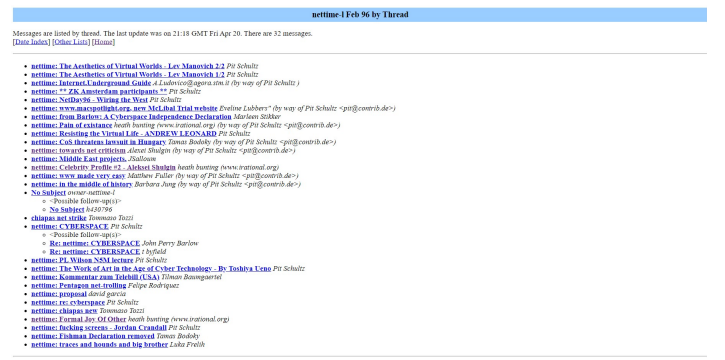 nettime-l Feb 96 by Thread
Messages are listed by thread. The last update was on 21:18 GMT Fri Apr 20. There are 32 messages.
[Date Index] [Other Lists] [Home]
nettime: The Aesthetics of Virtual Worlds - Lev Manovich 2/2 Pit Schultz
nettime: The Aesthetics of Virtual Worlds - Lev Manovich 1/2 Pit Schultz
nettime: Internet.Underground Guide A.Ludovico@agora.stm.it (by way of Pit Schultz )
nettime: ** ZK Amsterdam participants ** Pit Schultz
nettime: NetDay96 - Wiring the West Pit Schultz
nettime: www.macspotlight.org, new McLibal Trial website Eveline Lubbers" (by way of Pit Schultz <pit@contrib.de>)
nettime: from Barlow: A Cyberspace Independence Declaration Marleen Stikker
nettime: Pain of existance heath bunting (www.irational.org) (by way of Pit Schultz <pit@contrib.de>)
nettime: Resisting the Virtual Life - ANDREW LEONARD Pit Schultz
nettime: CoS threatens lawsuit in Hungary Tamas Bodoky (by way of Pit Schultz <pit@contrib.de>)
nettime: towards net criticism Alexei Shulgin (by way of Pit Schultz <pit@contrib.de>)
nettime: Middle East projects. JSalloum
nettime: Celebrity Profile #2 - Aleksei Shulgin heath bunting (www.irational.org)
nettime: www made very easy Matthew Fuller (by way of Pit Schultz <pit@contrib.de>)
nettime: in the middle of history Barbara Jung (by way of Pit Schultz <pit@contrib.de>)
No Subject owner-nettime-l
<Possible follow-up(s)>
No Subject h430796
chiapas net strike Tommaso Tozzi
nettime: CYBERSPACE Pit Schultz
<Possible follow-up(s)>
Re: nettime: CYBERSPACE John Perry Barlow
Re: nettime: CYBERSPACE t byfield
nettime: PL Wilson N5M lecture Pit Schultz
nettime: The Work of Art in the Age of Cyber Technology - By Toshiya Ueno Pit Schultz
nettime: Kommentar zum Telebill (USA) Tilman Baumgaertel
nettime: Pentagon net-trolling Felipe Rodriquez
nettime: proposal david garcia
nettime: re: cyberspace Pit Schultz
nettime: chiapas new Tommaso Tozzi
nettime: Formal Joy Of Other heath bunting (www.irational.org)
nettime: fucking screens - Jordan Crandall Pit Schultz
nettime: Fishman Declaration removed Tamas Bodoky
nettime: traces and hounds and big brother Luka Frelih